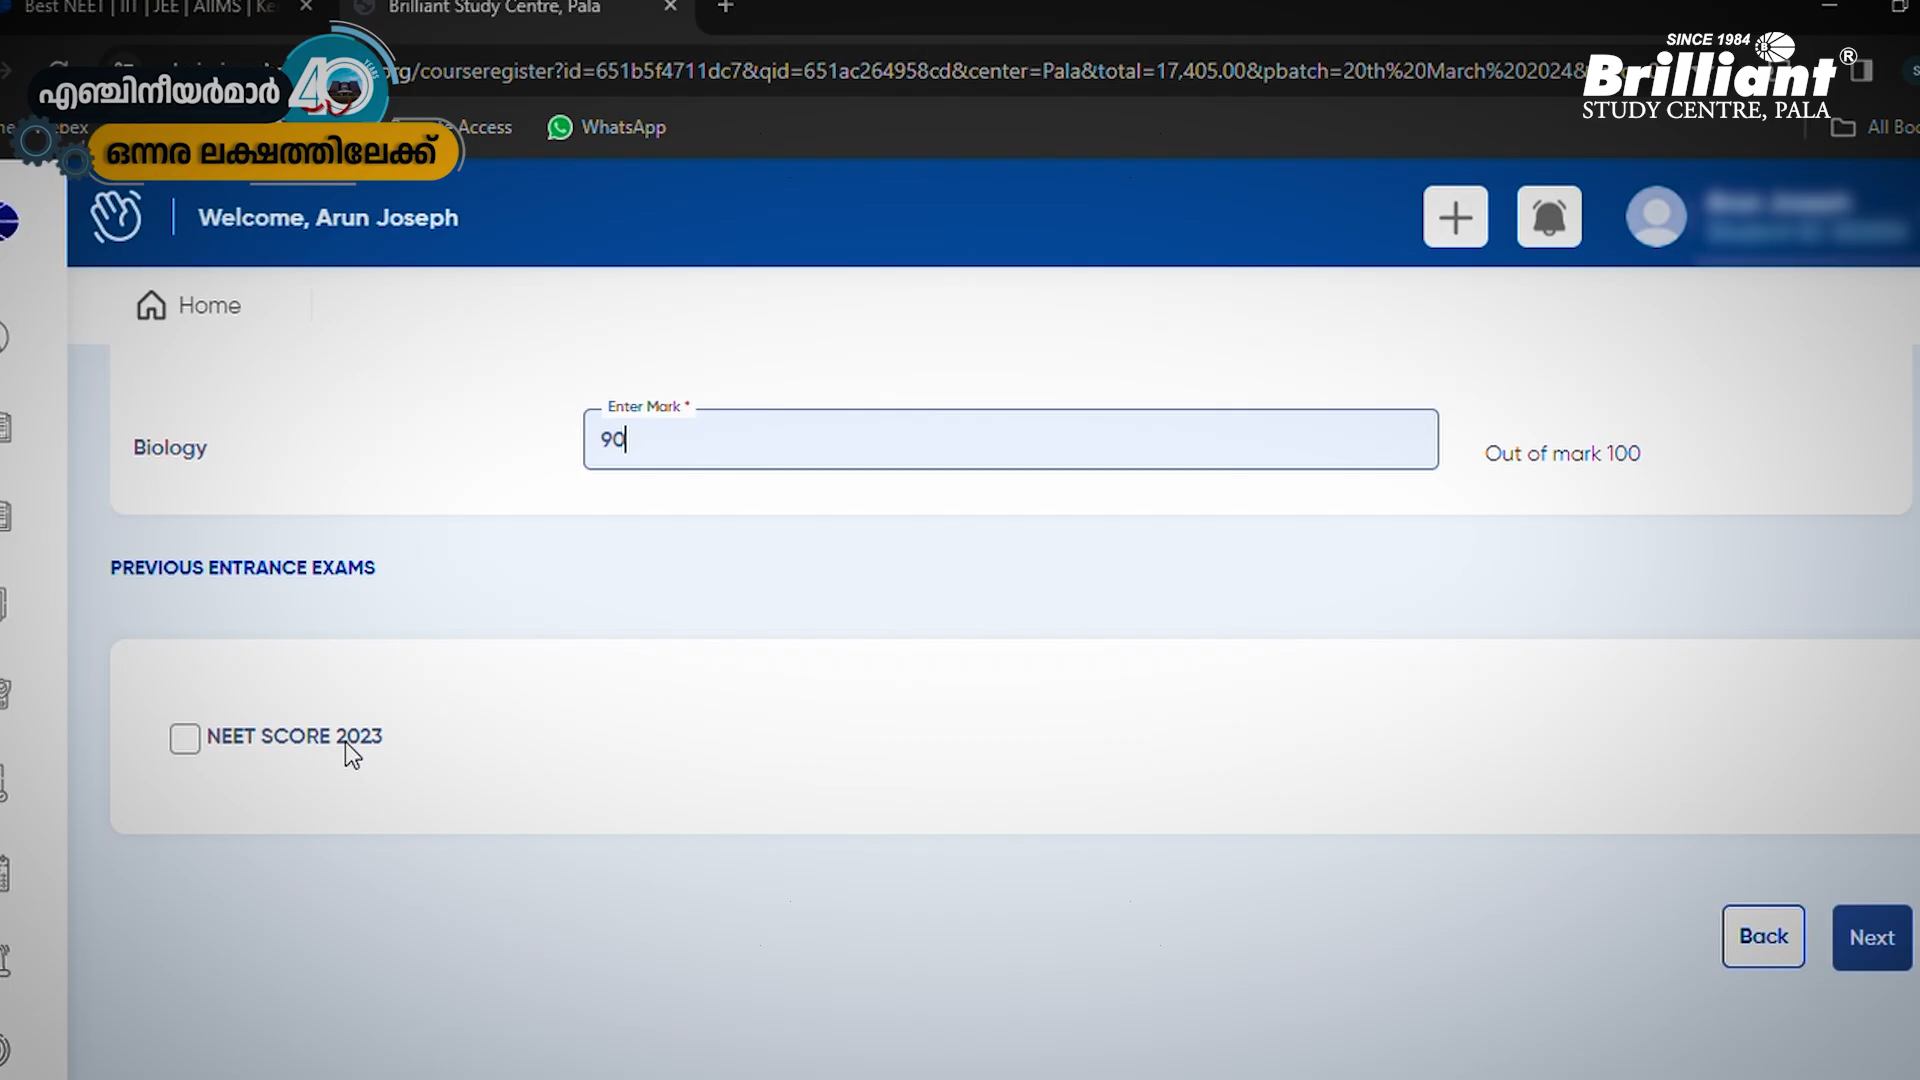 Best NEET | IIT | JEE | AIIMS | Ke
Brilliant Study Centre, Pala
org/courseregister?id=651b5f4711dc7&qid=651ac264958cd&center=Pala&total=17,405.00&pbatch=20th%20March%202024&
SINCE 1984
Brilliant®
STUDY CENTRE, PALA
എഞ്ചിനീയർമാർ
40 YEARS
ഒന്നര ലക്ഷത്തിലേക്ക്
Access
WhatsApp
All Boo
Welcome, Arun Joseph
Home
Enter Mark *
Biology
90
Out of mark 100
PREVIOUS ENTRANCE EXAMS
NEET SCORE 2023
Back
Next